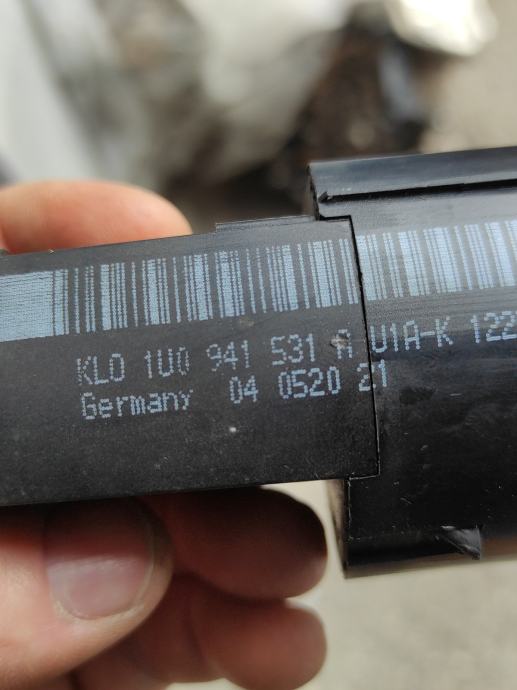 KLO 1U0 941 531 A U1A-K 122
Germany 04 0520 21